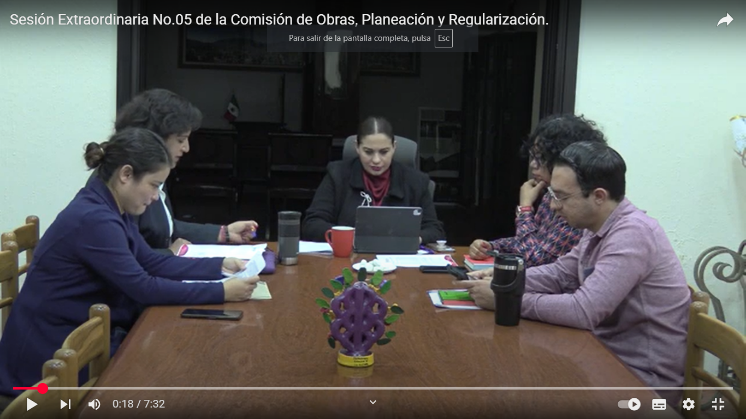 Sesión Extraordinaria No.05 de la Comisión de Obras, Planeación y Regularización.
Para salir de la pantalla completa, pulsa Esc
0:18 / 7:32